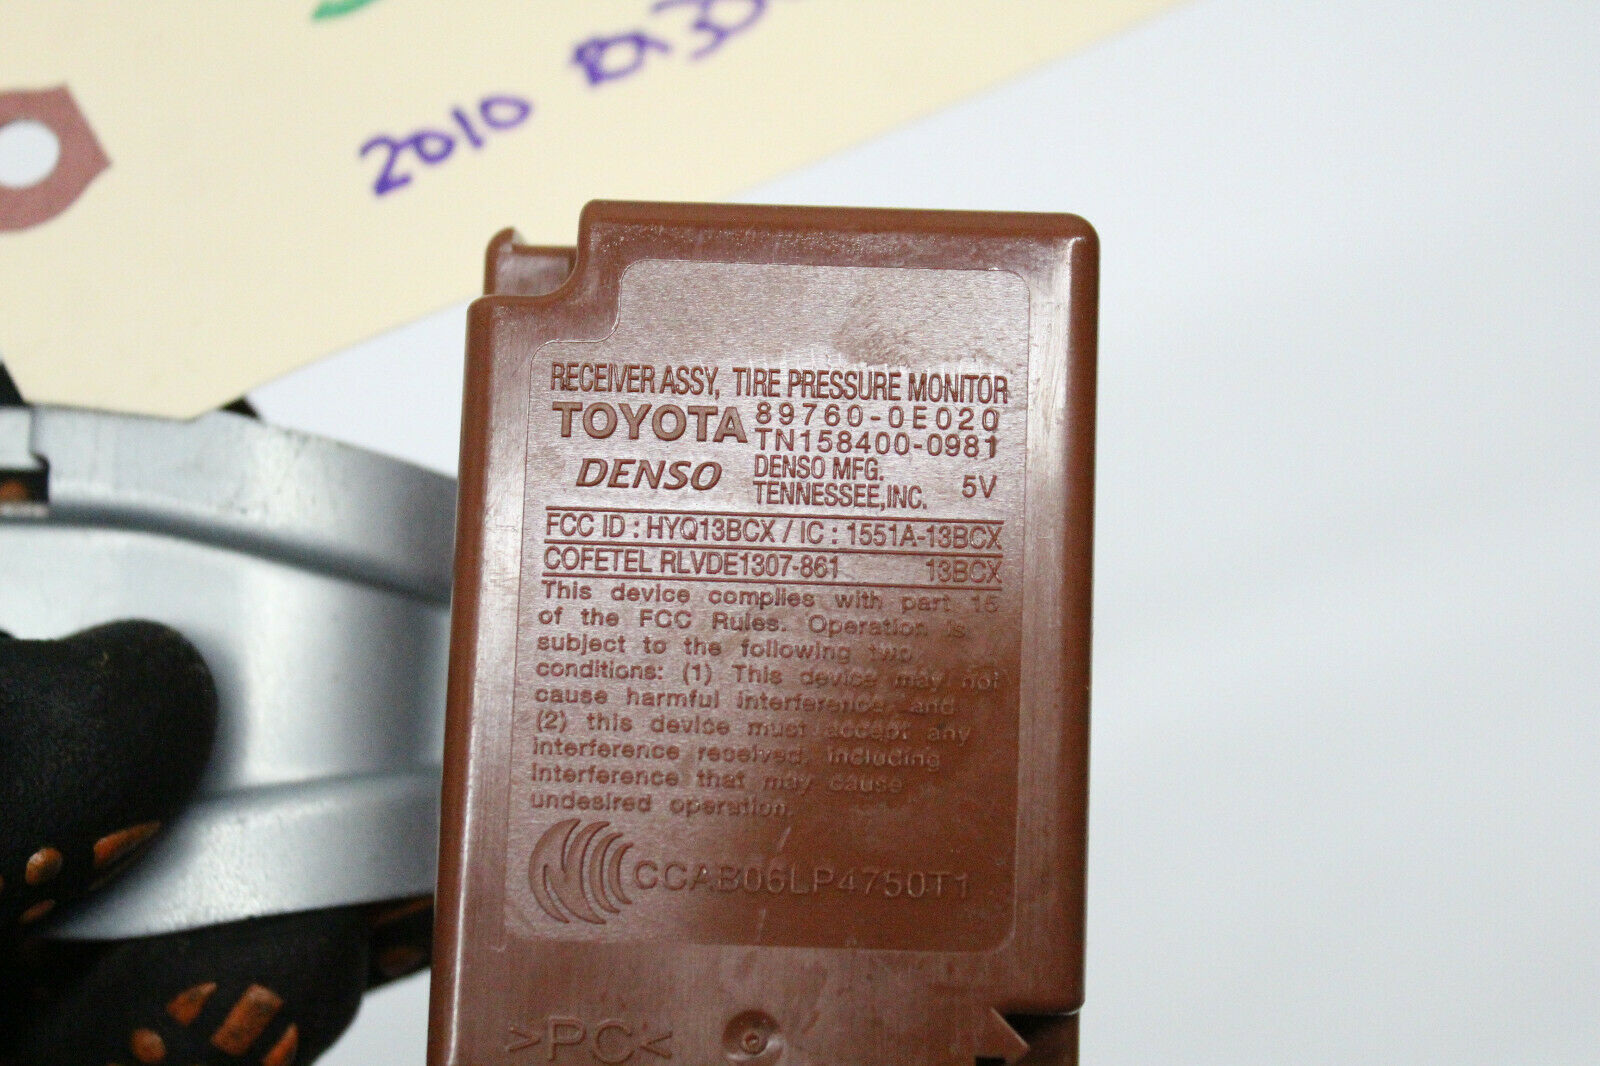 2010
RECEIVER ASSY, TIRE PRESSURE MONITOR
TOYOTA 89760-0E020
TN158400-0981
DENSO DENSO MFG.
TENNESSEE,INC. 5V
FCC ID : HYQ13BCX / IC : 1551A-13BCX
COFETEL RLVDE1307-861 13BCX
This device complies with part 15
of the FCC Rules. Operation is
subject to the following two
conditions: (1) This device may not
cause harmful interference, and
(2) this device must accept any
interference received, including
interference that may cause
undesired operation.
CCAB06LP4750T1
>PC<